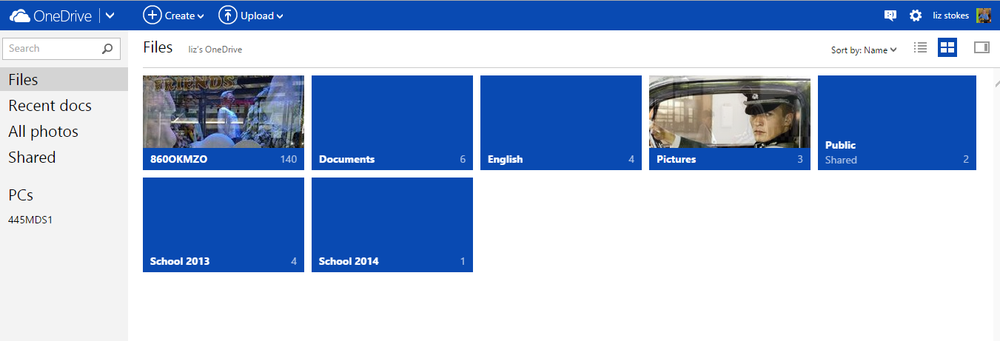 OneDrive Create Upload liz stokes
Search
Files
Recent docs
All photos
Shared
PCs
445MDS1
Files liz's OneDrive Sort by: Name
FRIENDS
860OKMZO 140
Documents 6
English 4
Pictures 3
Public
Shared 2
School 2013 4
School 2014 1